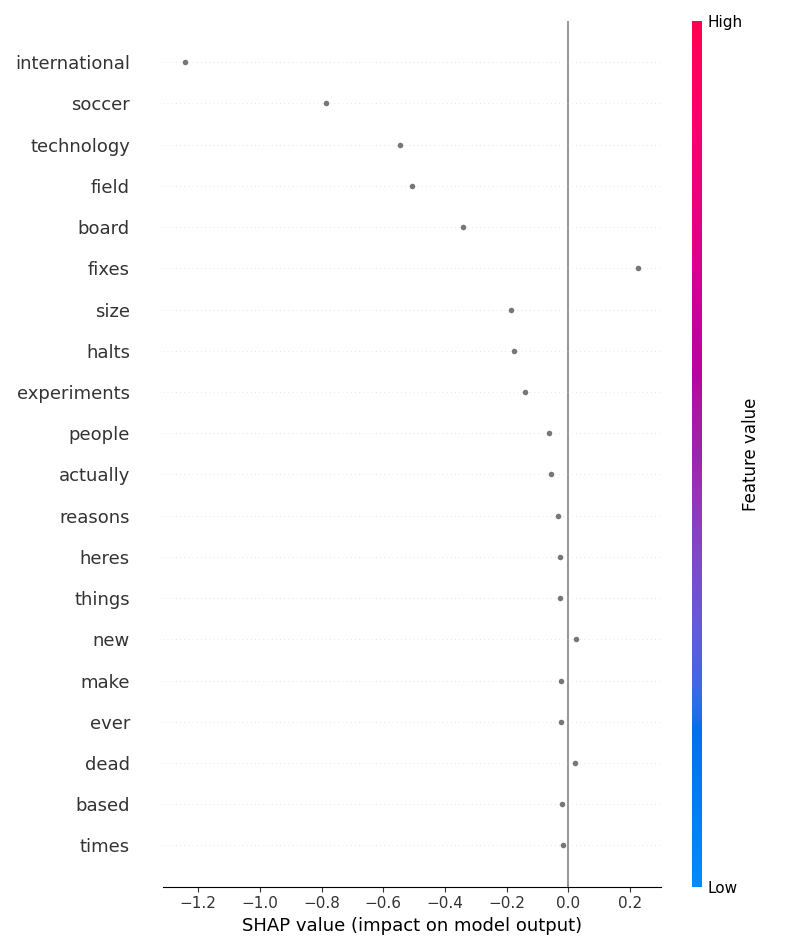 High
international
soccer
technology
field
board
fixes
size
halts
experiments
people
actually
reasons
heres
things
new
make
ever
dead
based
times
Feature value
Low
−1.2 −1.0 −0.8 −0.6 −0.4 −0.2 0.0 0.2
SHAP value (impact on model output)